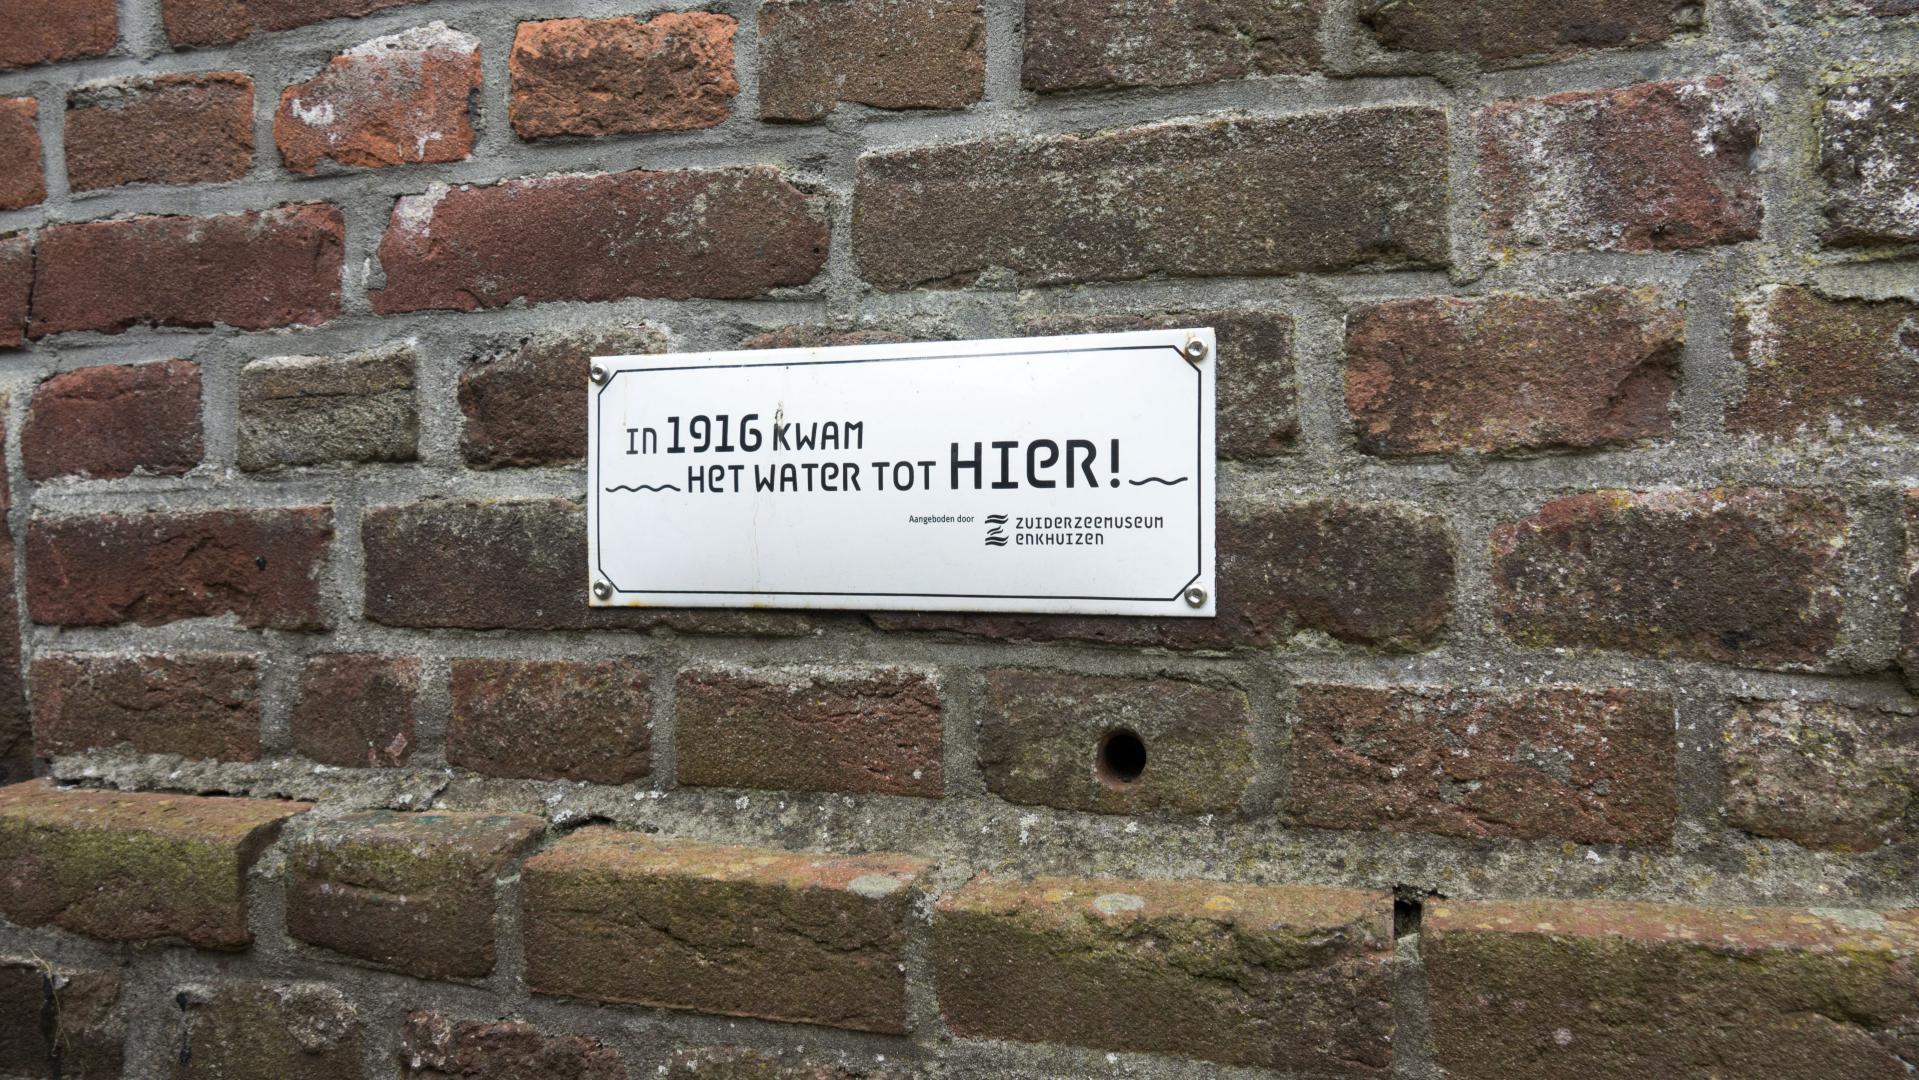 In 1916 KWAM
HET WATER TOT HIER!
Aangeboden door
ZUIDERZEEMUSEUM
ENKHUIZEN